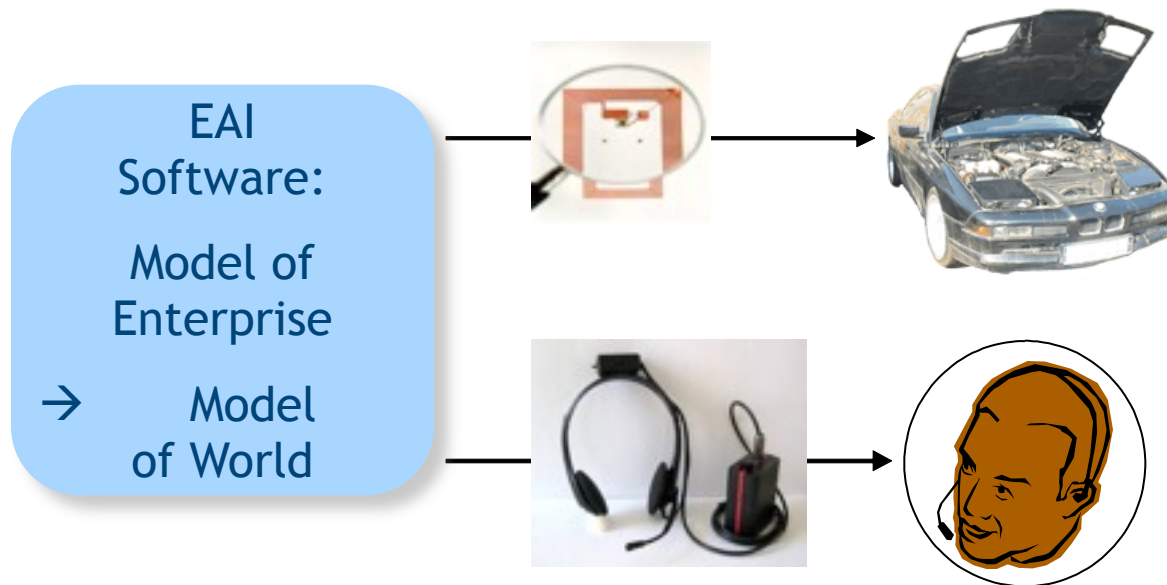 EAI
Software:
Model of
Enterprise
→ Model
of World